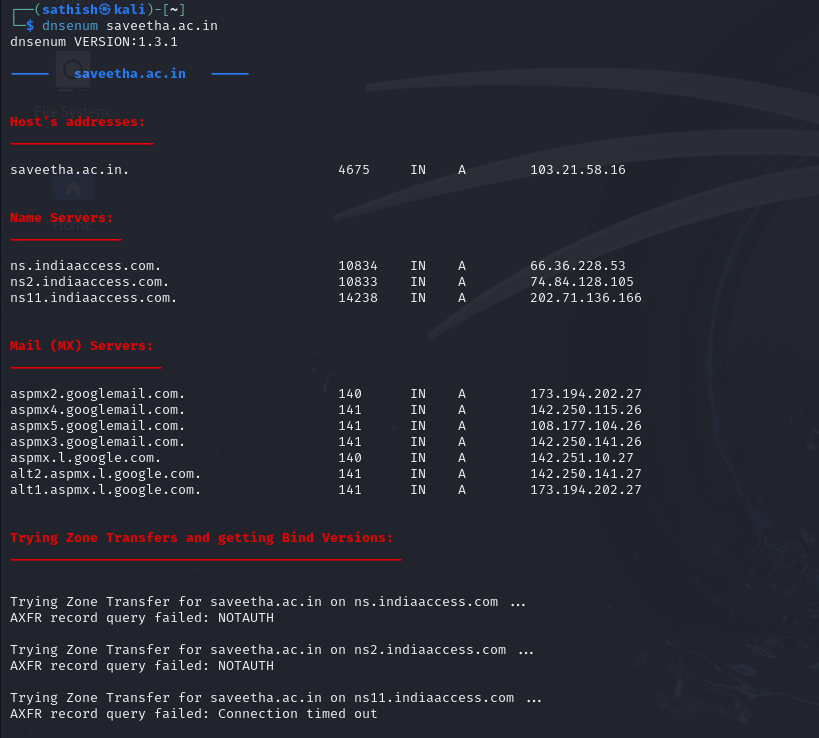 ┌──(sathish㉿kali)-[~]
└─$ dnsenum saveetha.ac.in
dnsenum VERSION:1.3.1
----- saveetha.ac.in -----
File System
Host's addresses:
saveetha.ac.in. 4675 IN A 103.21.58.16
Name Servers:
Home
ns.indiaaccess.com. 10834 IN A 66.36.228.53
ns2.indiaaccess.com. 10833 IN A 74.84.128.105
ns11.indiaaccess.com. 14238 IN A 202.71.136.166
Mail (MX) Servers:
aspmx2.googlemail.com. 140 IN A 173.194.202.27
aspmx4.googlemail.com. 141 IN A 142.250.115.26
aspmx5.googlemail.com. 141 IN A 108.177.104.26
aspmx3.googlemail.com. 141 IN A 142.250.141.26
aspmx.l.google.com. 140 IN A 142.251.10.27
alt2.aspmx.l.google.com. 141 IN A 142.250.141.27
alt1.aspmx.l.google.com. 141 IN A 173.194.202.27
Trying Zone Transfers and getting Bind Versions:
Trying Zone Transfer for saveetha.ac.in on ns.indiaaccess.com ...
AXFR record query failed: NOTAUTH
Trying Zone Transfer for saveetha.ac.in on ns2.indiaaccess.com ...
AXFR record query failed: NOTAUTH
Trying Zone Transfer for saveetha.ac.in on ns11.indiaaccess.com ...
AXFR record query failed: Connection timed out